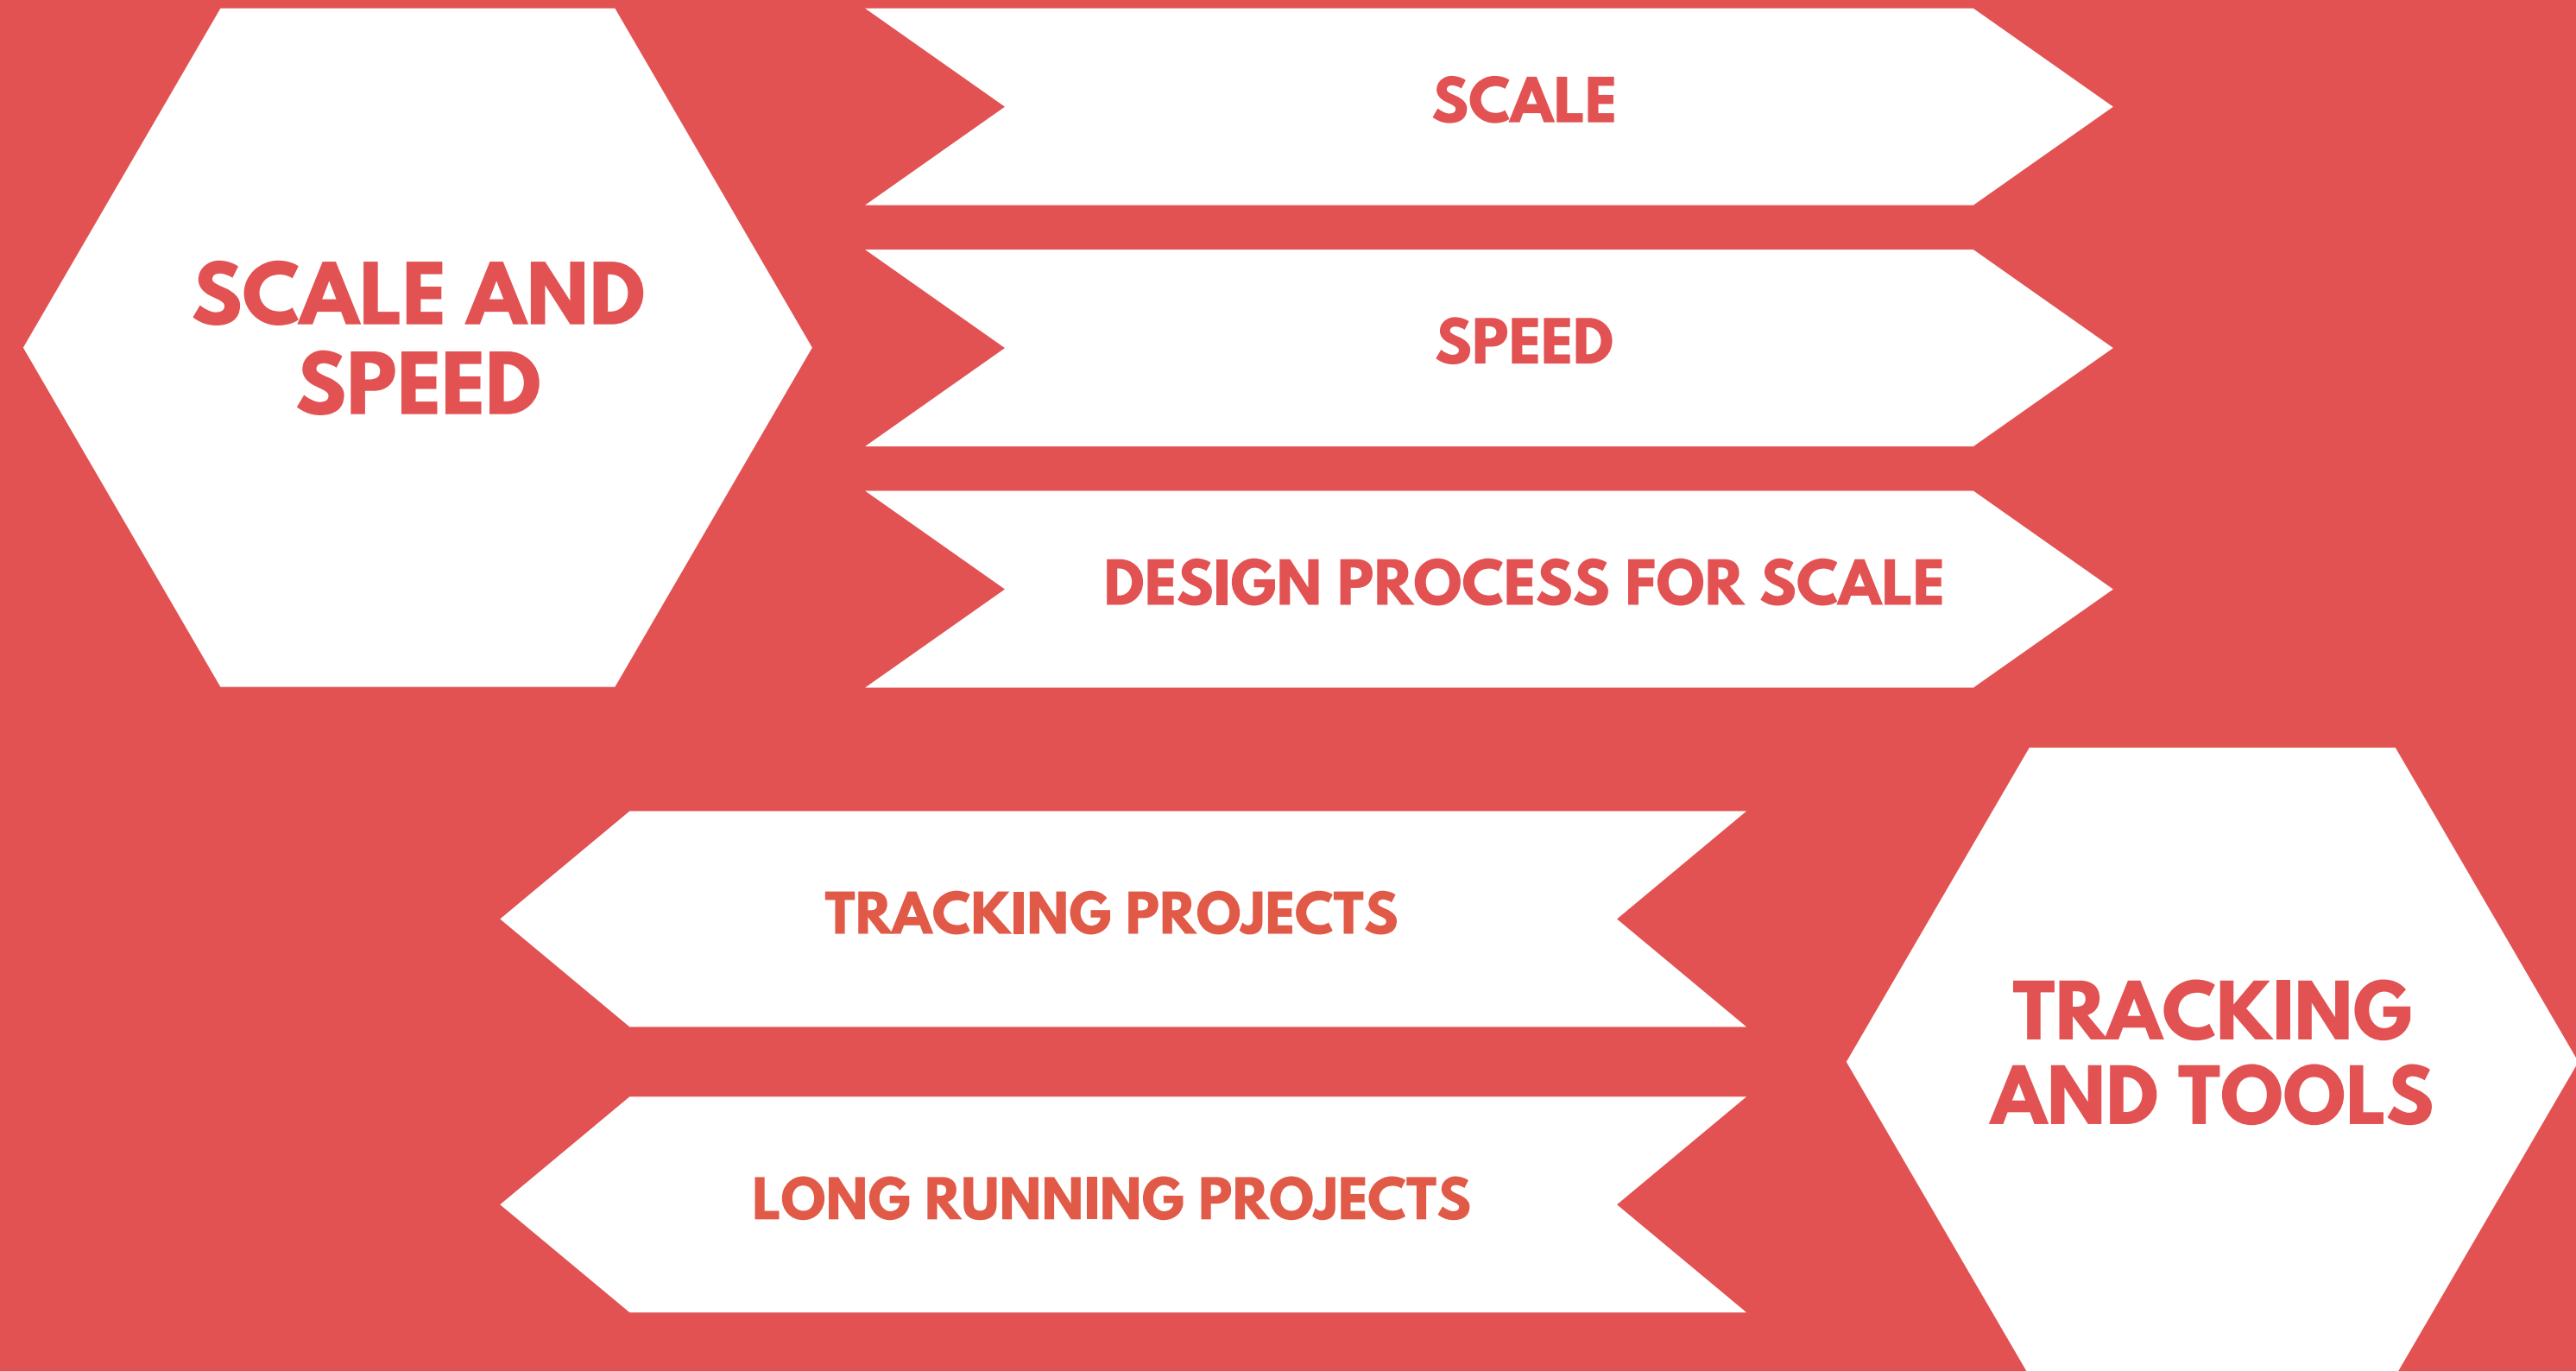 SCALE AND
SPEED
SCALE
SPEED
DESIGN PROCESS FOR SCALE
TRACKING PROJECTS
LONG RUNNING PROJECTS
TRACKING
AND TOOLS